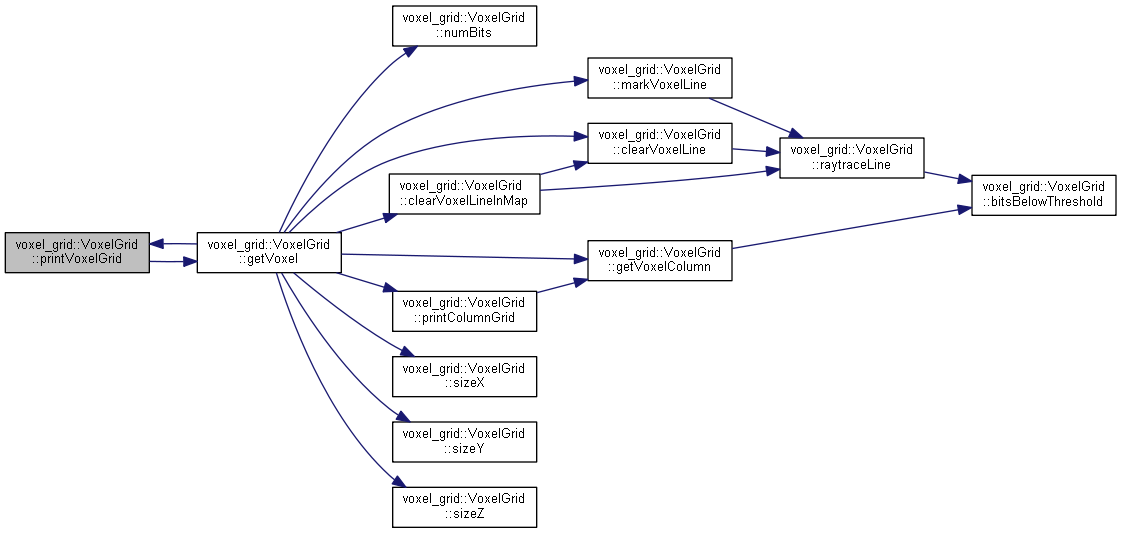 voxel_grid::VoxelGrid
::numBits
voxel_grid::VoxelGrid
::markVoxelLine
voxel_grid::VoxelGrid
::clearVoxelLine
voxel_grid::VoxelGrid
::raytraceLine
voxel_grid::VoxelGrid
::clearVoxelLineInMap
voxel_grid::VoxelGrid
::bitsBelowThreshold
voxel_grid::VoxelGrid
::printVoxelGrid
voxel_grid::VoxelGrid
::getVoxel
voxel_grid::VoxelGrid
::getVoxelColumn
voxel_grid::VoxelGrid
::printColumnGrid
voxel_grid::VoxelGrid
::sizeX
voxel_grid::VoxelGrid
::sizeY
voxel_grid::VoxelGrid
::sizeZ